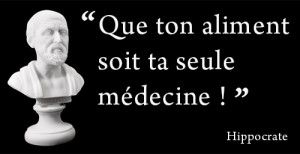 “ Que ton aliment
soit ta seule
médecine ! ”
Hippocrate